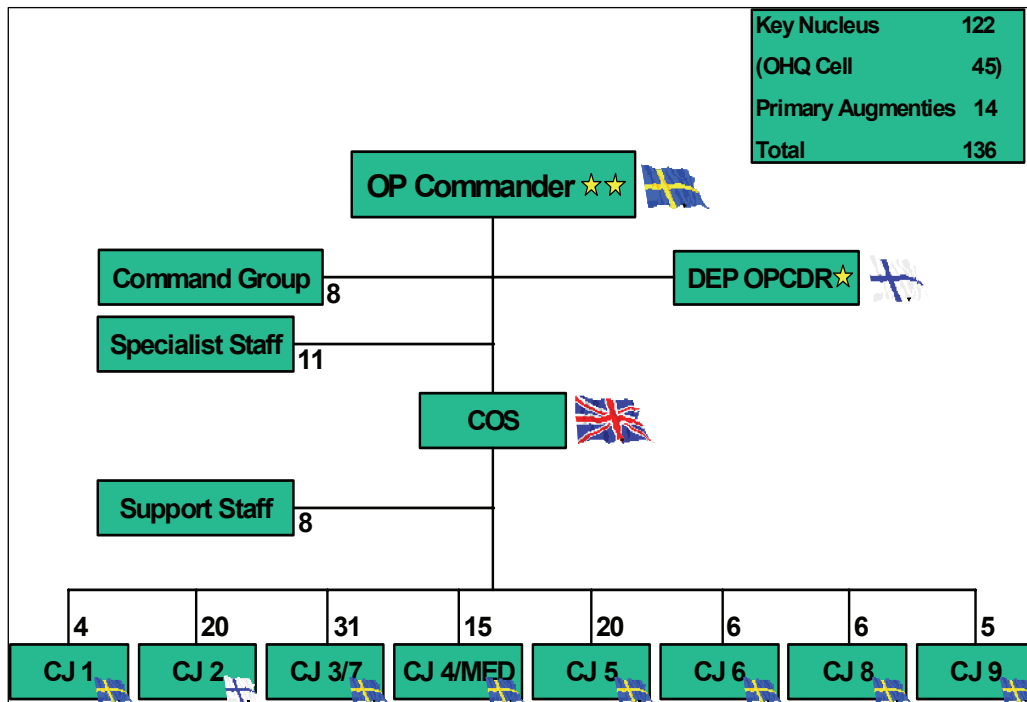 Key Nucleus 122
(OHQ Cell 45)
Primary Augmenties 14
Total 136
OP Commander
Command Group
8
DEP OPCDR
Specialist Staff
11
COS
Support Staff
8
4 20 31 15 20 6 6 5
CJ 1 CJ 2 CJ 3/7 CJ 4/MED CJ 5 CJ 6 CJ 8 CJ 9